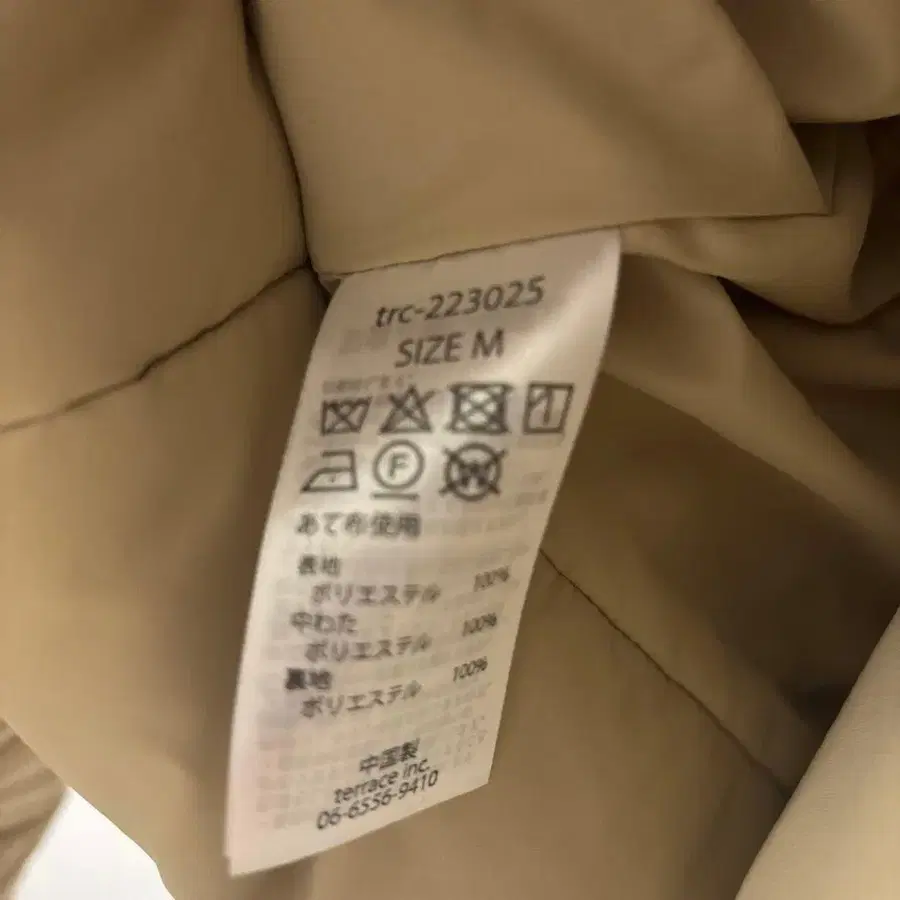 trc-223025
SIZE M
F
W
あて布使用
表地
ポリエステル 100%
中わた
ポリエステル 100%
裏地
ポリエステル 100%
中国製
terrace inc.
06-6556-9410